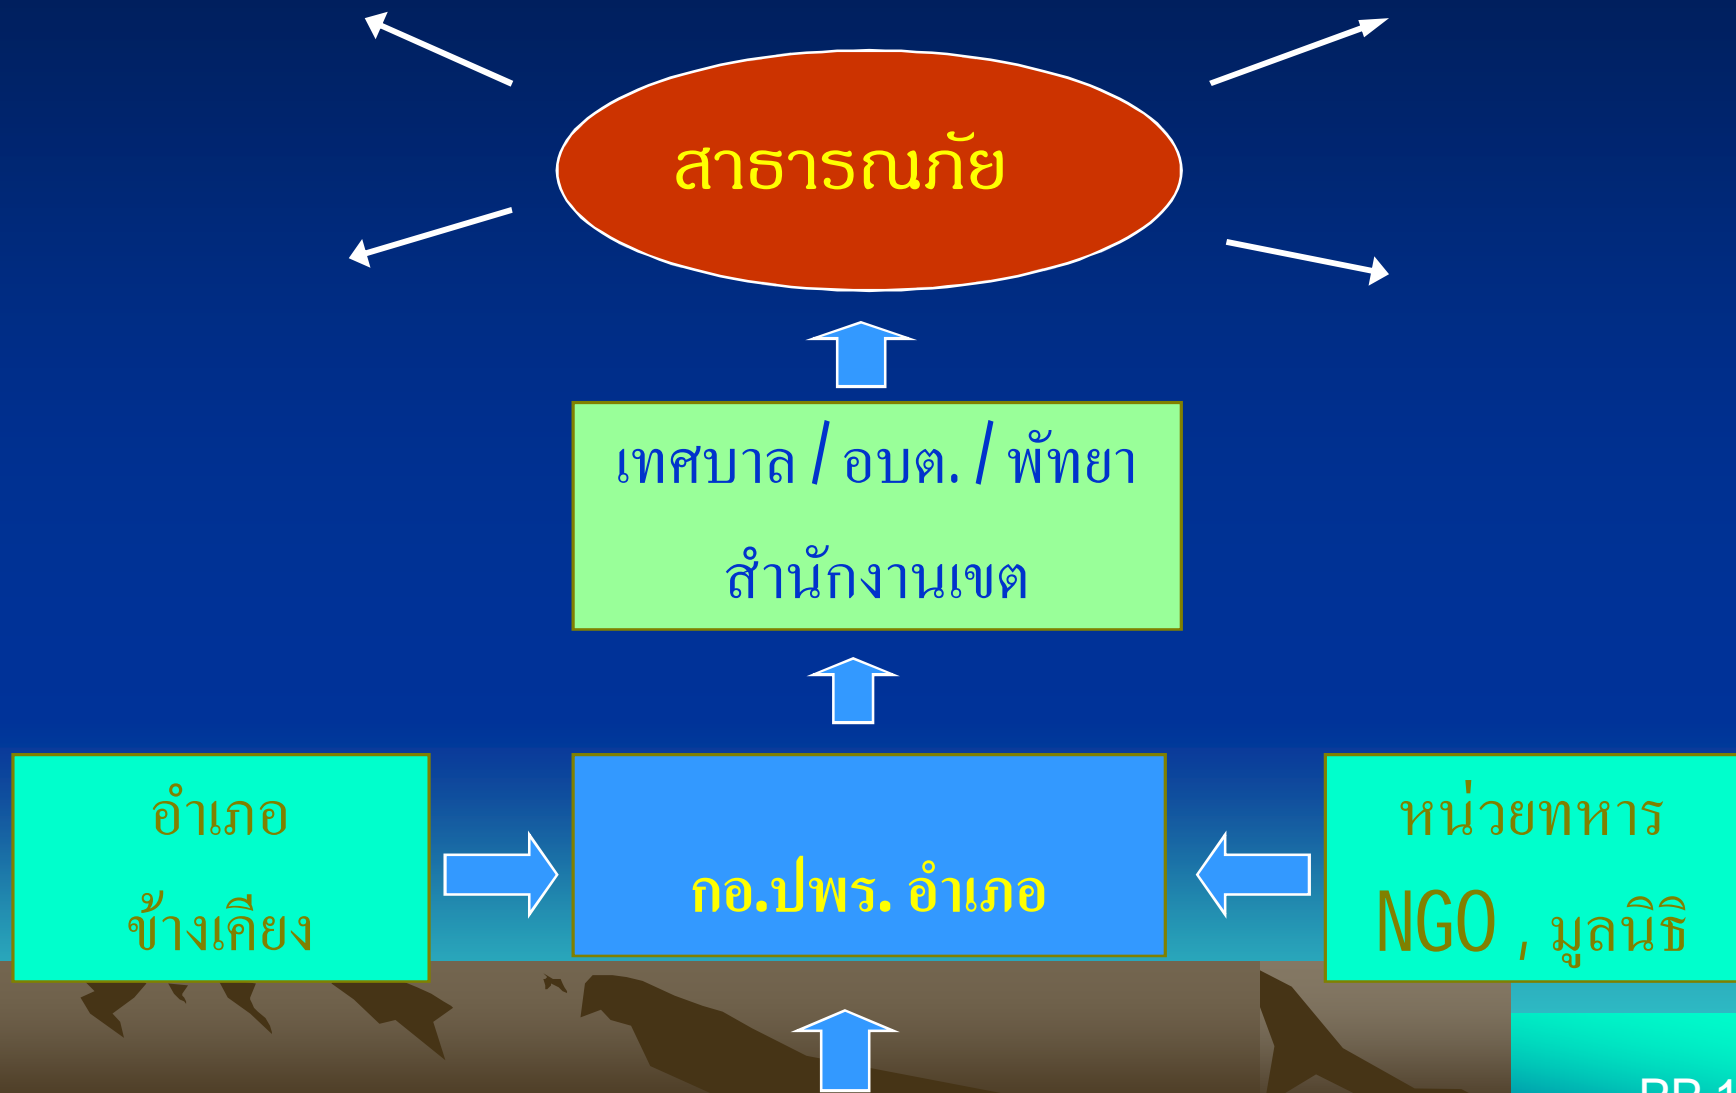 สาธารณภัย
เทศบาล / อบต. / พัทยา
สำนักงานเขต
อำเภอ
ข้างเคียง
กอ.ปพร. อำเภอ
หน่วยทหาร
NGO , มูลนิธิ